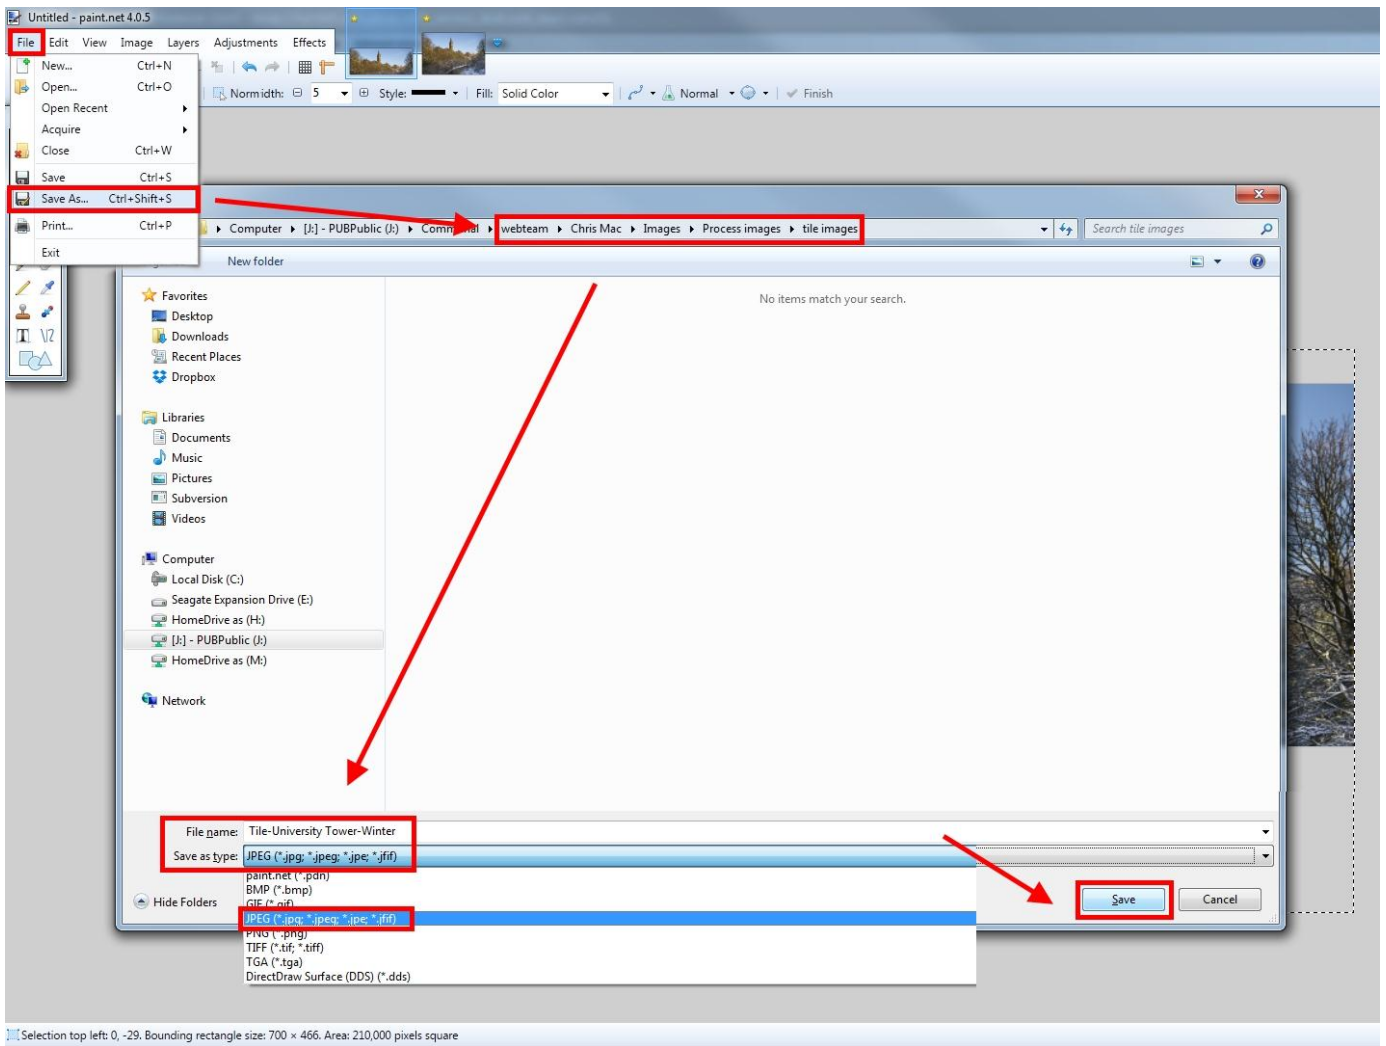 Untitled - paint.net 4.0.5
File Edit View Image Layers Adjustments Effects
New... Ctrl+N
Open... Ctrl+O
Normidth: 5 Style: Fill: Solid Color Normal Finish
Open Recent
Acquire
Close Ctrl+W
Save Ctrl+S
Save As... Ctrl+Shift+S
Print... Ctrl+P
Computer [J:] - PUBPublic (J:) webteam Chris Mac Images Process images tile images Search tile images
Exit
New folder
No items match your search.
Favorites
Desktop
Downloads
Recent Places
Dropbox
Libraries
Documents
Music
Pictures
Subversion
Videos
Computer
Local Disk (C:)
Seagate Expansion Drive (E:)
HomeDrive as (H:)
[J:] - PUBPublic (J:)
HomeDrive as (M:)
Network
File name: Tile-University Tower-Winter
Save as type: JPEG (*.jpg; *.jpeg; *.jpe; *.jfif)
paint.net (*.pdn)
BMP (*.bmp)
GIF (*.gif)
JPEG (*.jpg; *.jpeg; *.jpe; *.jfif)
PNG (*.png)
TIFF (*.tif; *.tiff)
TGA (*.tga)
DirectDraw Surface (DDS) (*.dds)
Hide Folders
Save Cancel
Selection top left: 0, -29. Bounding rectangle size: 700 × 466. Area: 210,000 pixels square